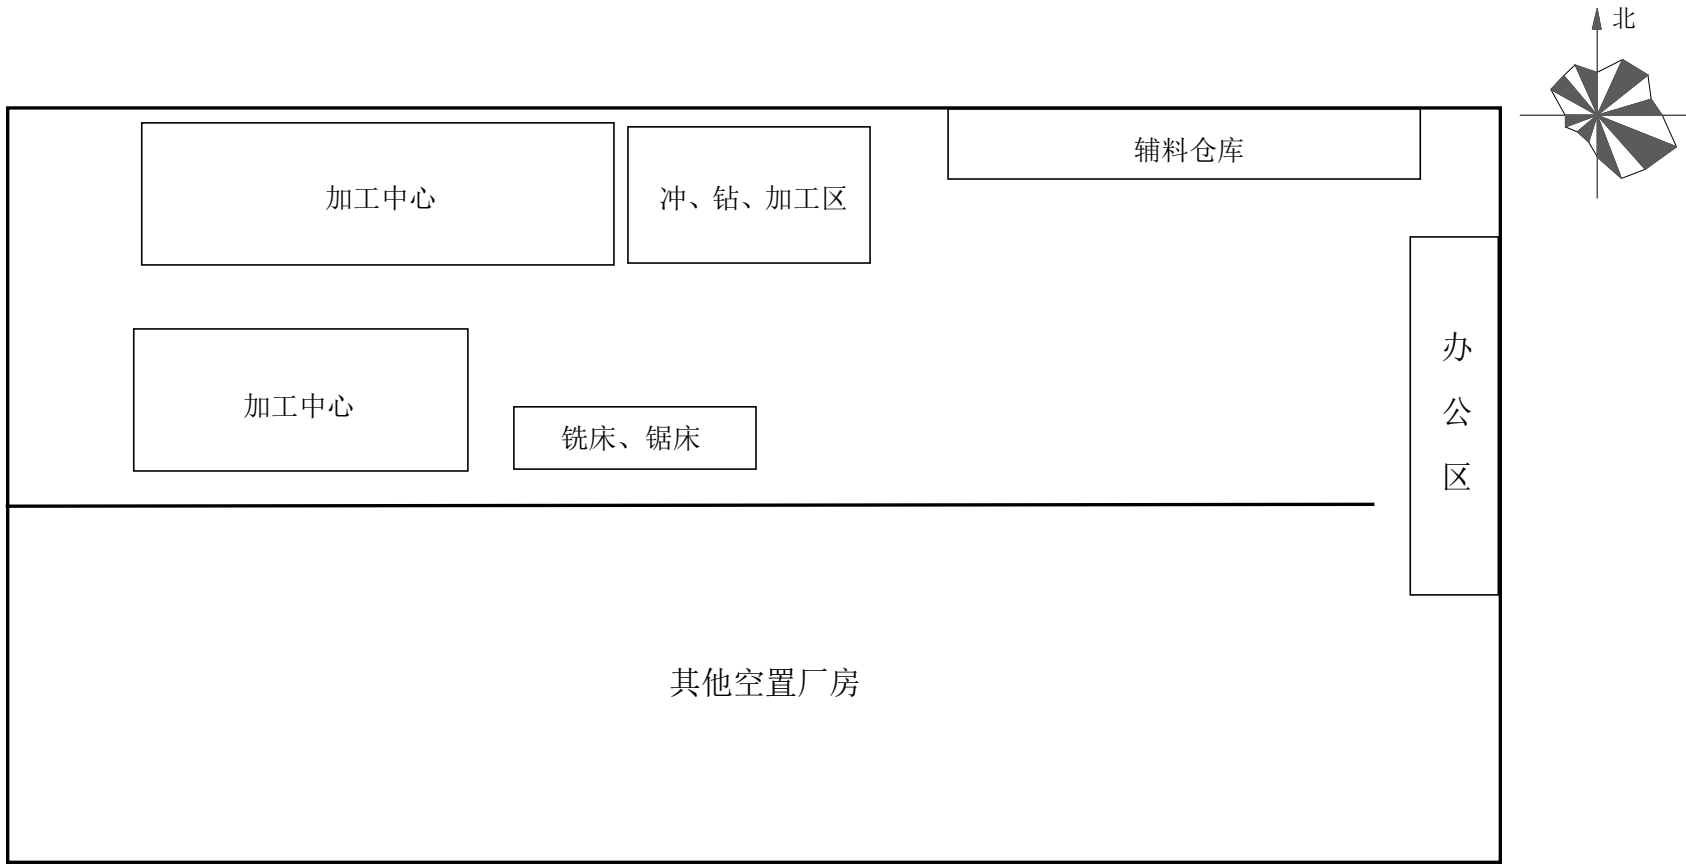 北
辅料仓库
加工中心
冲、钻、加工区
办公区
加工中心
铣床、锯床
其他空置厂房